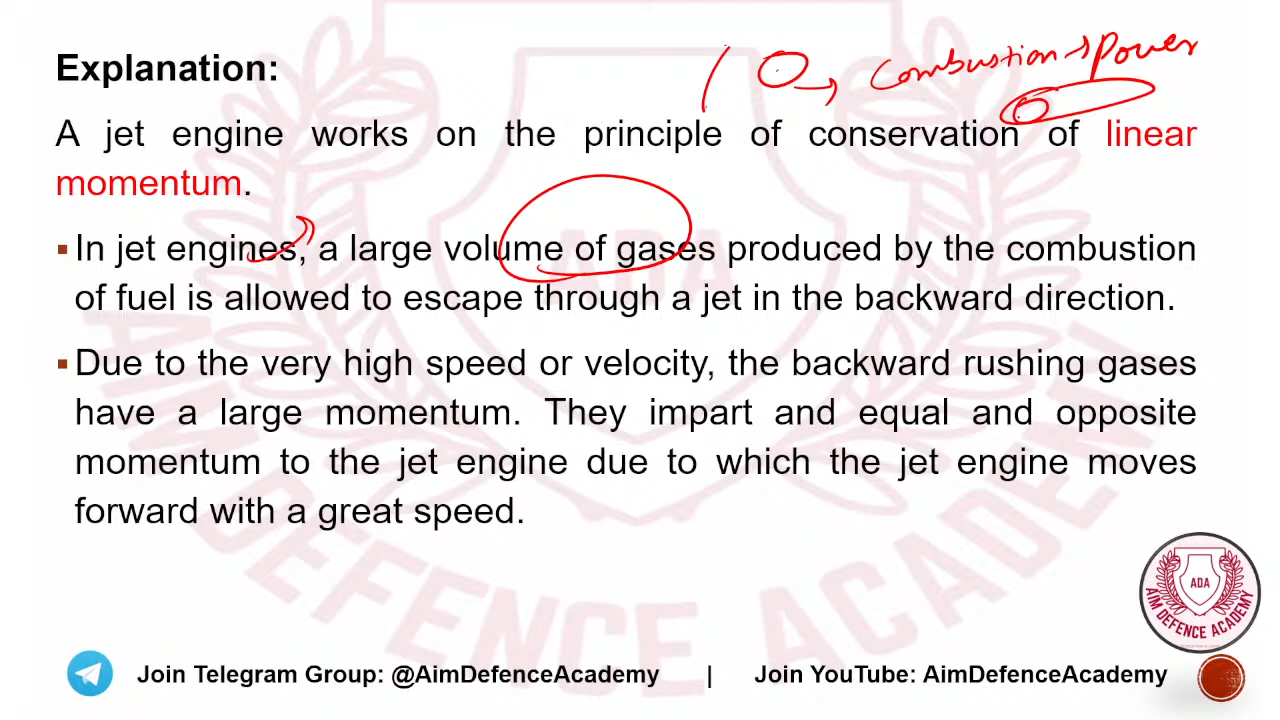 Explanation:
Combustion → Power
A jet engine works on the principle of conservation of linear
momentum.
▪In jet engines, a large volume of gases produced by the combustion
of fuel is allowed to escape through a jet in the backward direction.
▪Due to the very high speed or velocity, the backward rushing gases
have a large momentum. They impart and equal and opposite
momentum to the jet engine due to which the jet engine moves
forward with a great speed.
ADA
AIM DEFENCE ACADEMY
ADA
AIM DEFENCE ACADEMY
Join Telegram Group: @AimDefenceAcademy | Join YouTube: AimDefenceAcademy